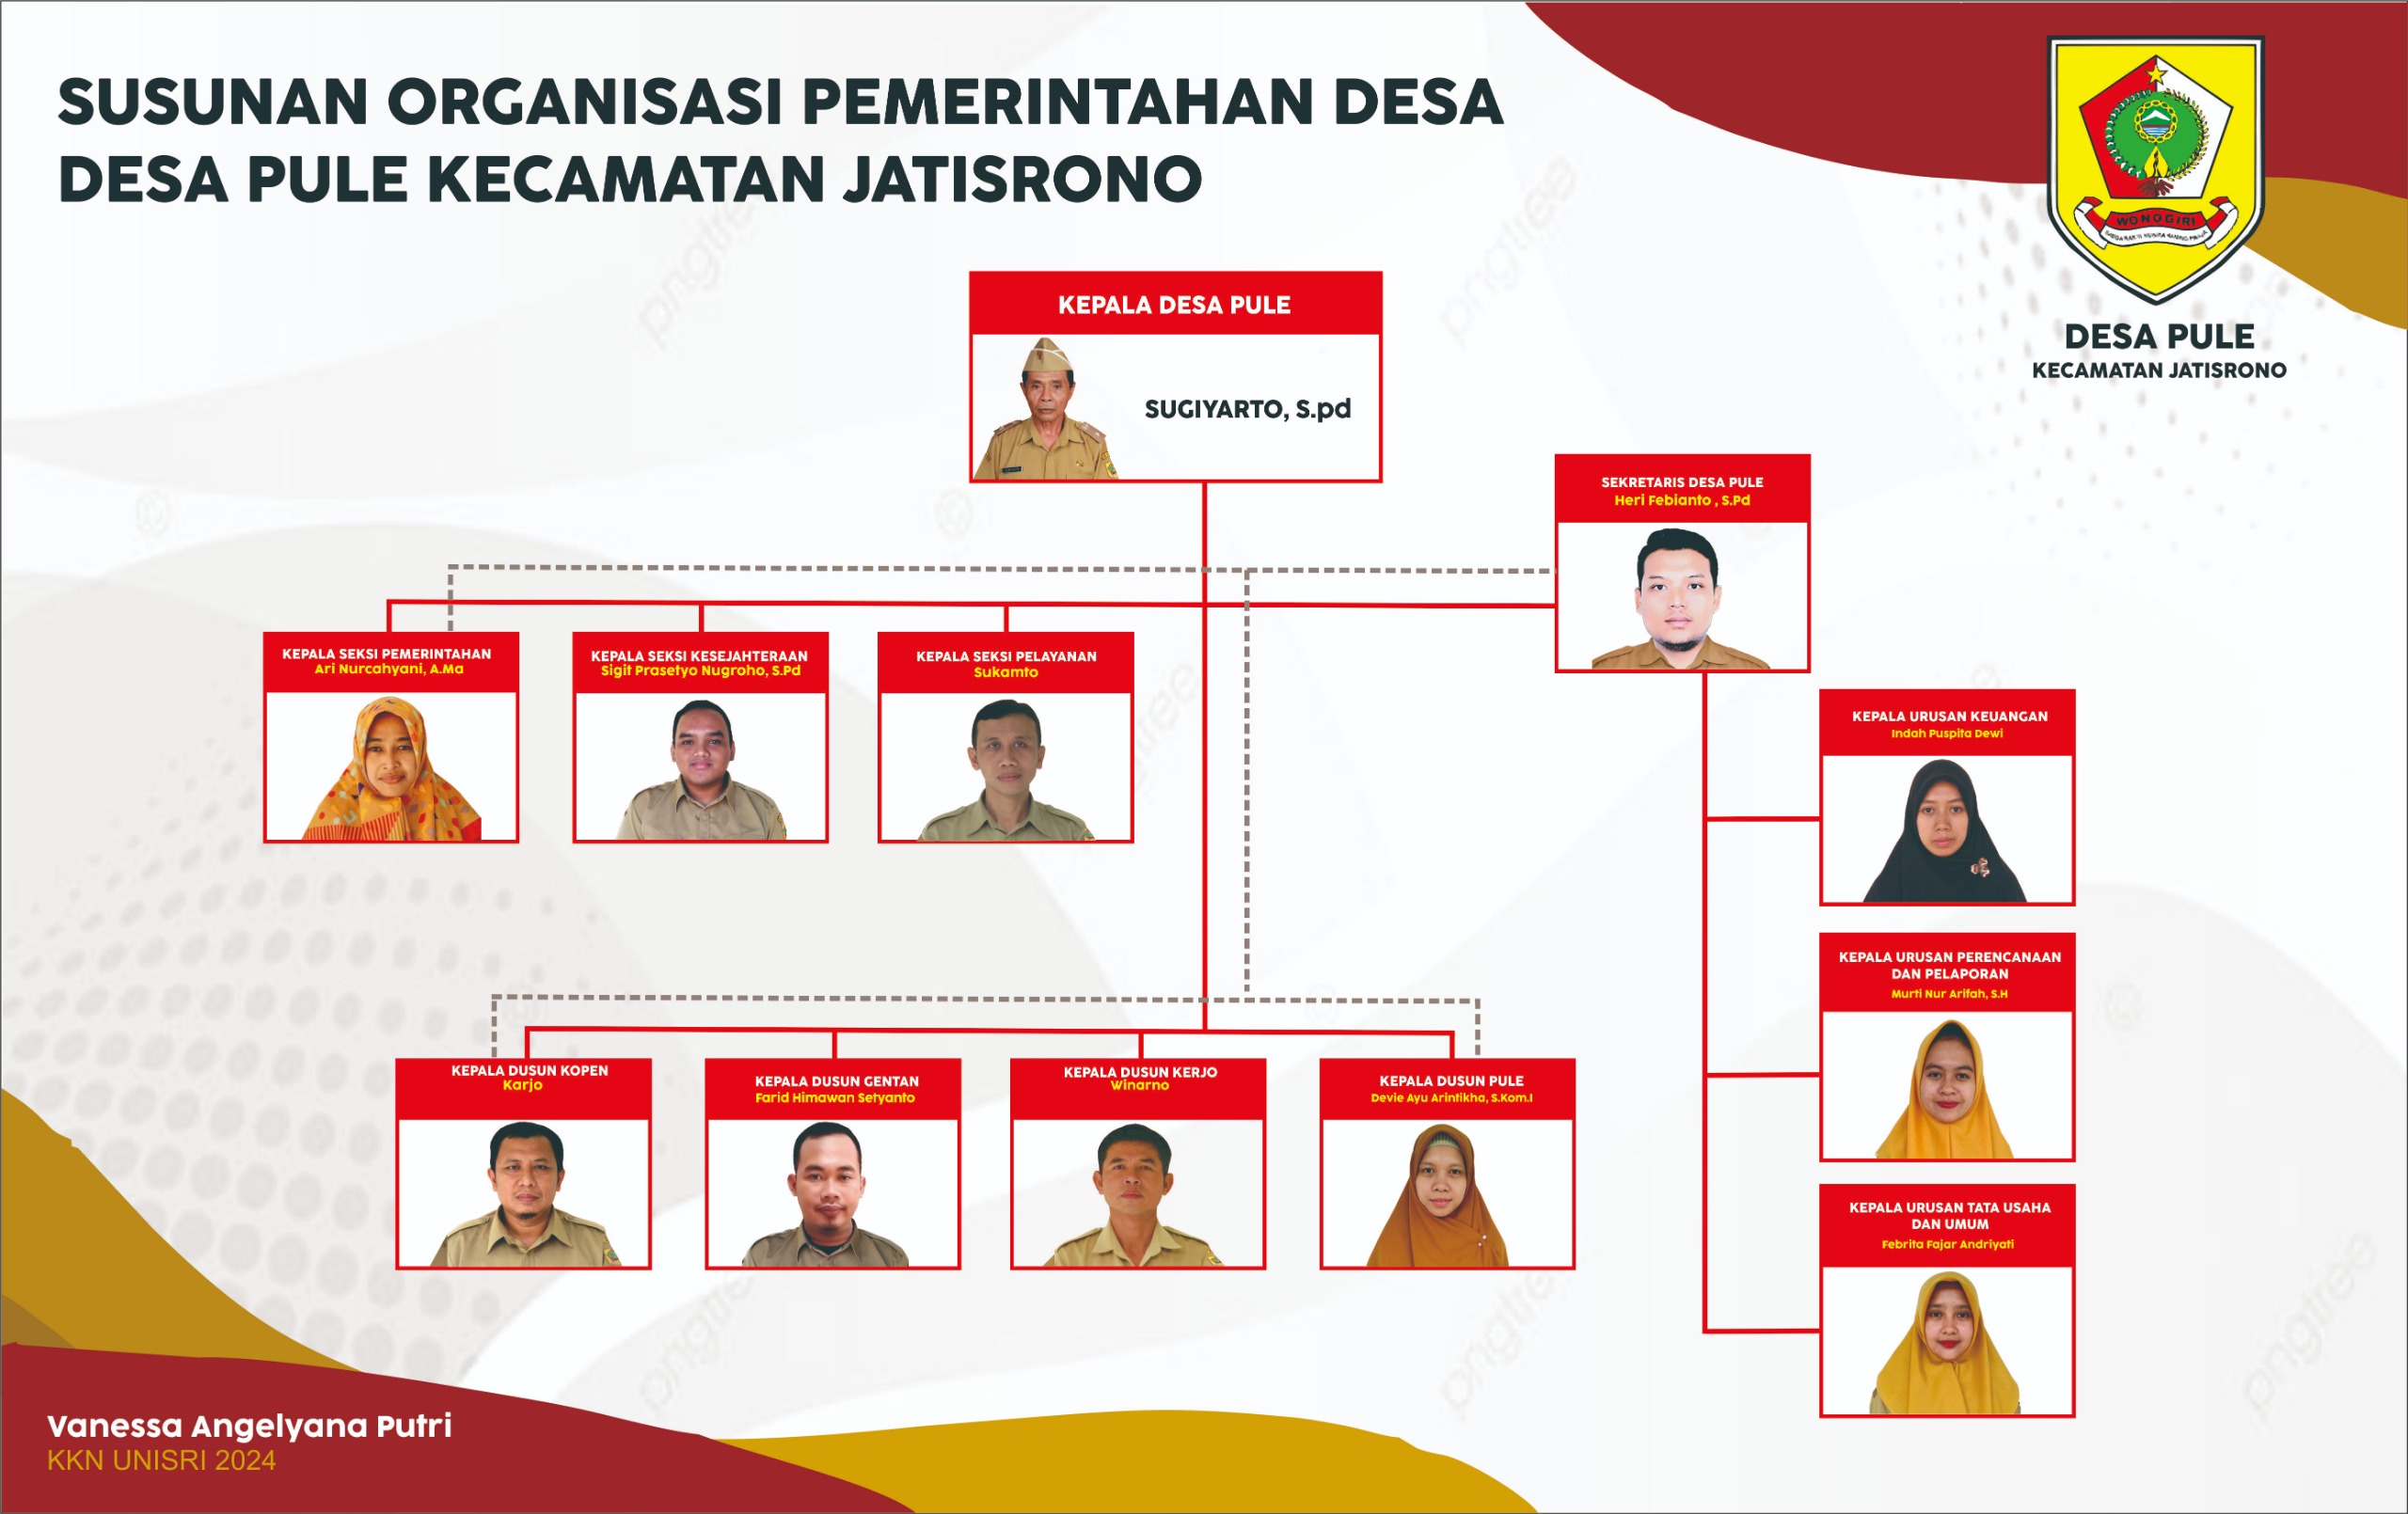 SUSUNAN ORGANISASI PEMERINTAHAN DESA
DESA PULE KECAMATAN JATISRONO
WONOGIRI
DESA PULE
KECAMATAN JATISRONO
KEPALA DESA PULE
SUGIYARTO, S.pd
SEKRETARIS DESA PULE
Heri Febianto , S.Pd
KEPALA SEKSI PEMERINTAHAN
Ari Nurcahyani, A.Ma
KEPALA SEKSI KESEJAHTERAAN
Sigit Prasetyo Nugroho, S.Pd
KEPALA SEKSI PELAYANAN
Sukamto
KEPALA URUSAN KEUANGAN
Indah Puspita Dewi
KEPALA URUSAN PERENCANAAN
DAN PELAPORAN
Murti Nur Arifah, S.H
KEPALA URUSAN TATA USAHA
DAN UMUM
Febrita Fajar Andriyati
KEPALA DUSUN KOPEN
Karjo
KEPALA DUSUN GENTAN
Farid Himawan Setyanto
KEPALA DUSUN KERJO
Winarno
KEPALA DUSUN PULE
Devie Ayu Arintikha, S.Kom.I
Vanessa Angelyana Putri
KKN UNISRI 2024
pngtree